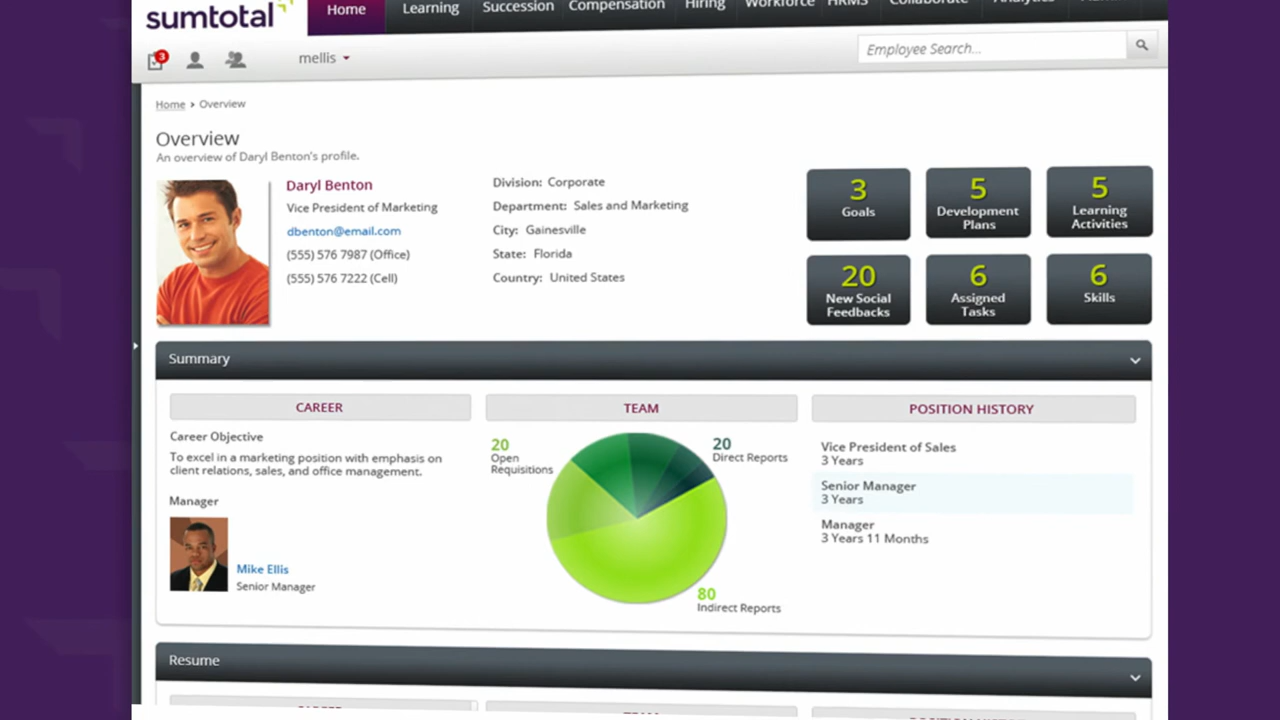 sumtotal
Home
Learning
Succession
Compensation
Hiring
Workforce
HRMS
Collaborate
Analytics
3
mellis
Employee Search...
Home › Overview
Overview
An overview of Daryl Benton's profile.
Daryl Benton
Vice President of Marketing
dbenton@email.com
(555) 576 7987 (Office)
(555) 576 7222 (Cell)
Division: Corporate
Department: Sales and Marketing
City: Gainesville
State: Florida
Country: United States
3
Goals
5
Development
Plans
5
Learning
Activities
20
New Social
Feedbacks
6
Assigned
Tasks
6
Skills
Summary
CAREER
Career Objective
To excel in a marketing position with emphasis on
client relations, sales, and office management.
Manager
Mike Ellis
Senior Manager
TEAM
20
Open
Requisitions
20
Direct Reports
80
Indirect Reports
POSITION HISTORY
Vice President of Sales
3 Years
Senior Manager
3 Years
Manager
3 Years 11 Months
Resume